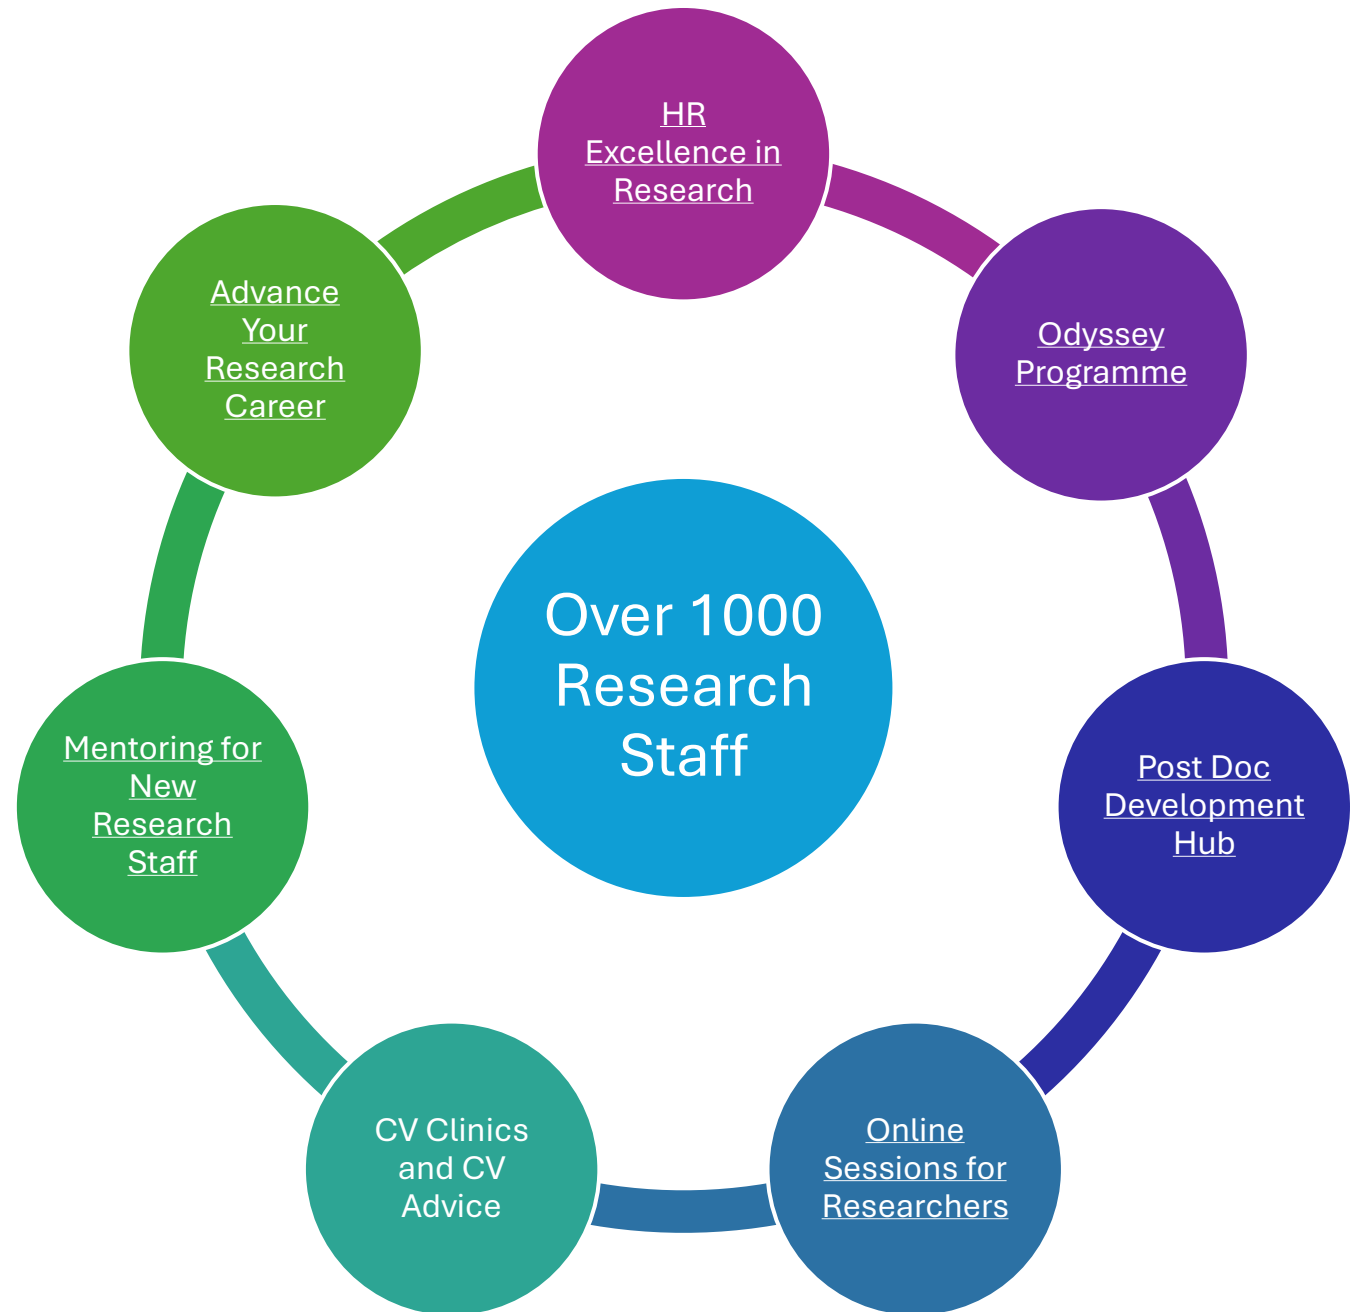 HR
Excellence in
Research
Odyssey
Programme
Post Doc
Development
Hub
Online
Sessions for
Researchers
CV Clinics
and CV
Advice
Mentoring for
New
Research
Staff
Advance
Your
Research
Career
Over 1000
Research
Staff